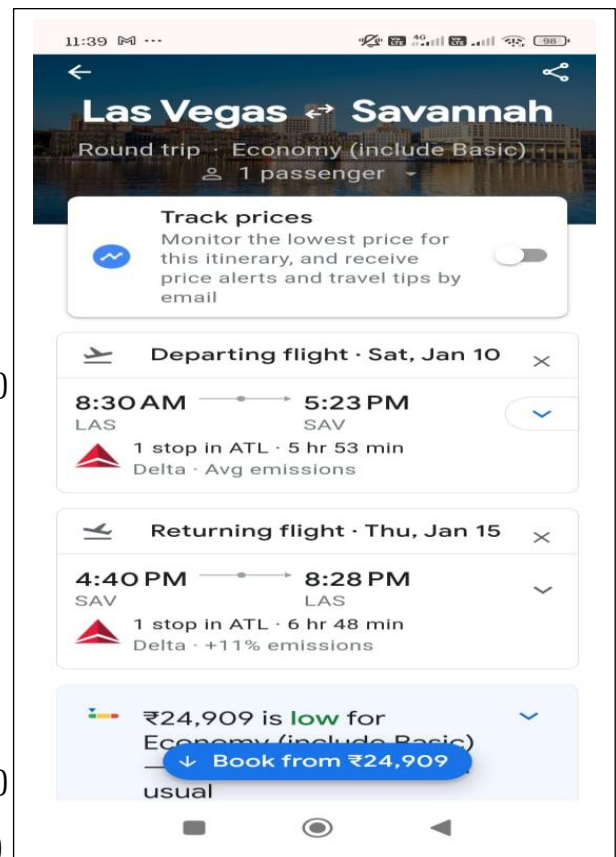 11:39 ...
4G 98
Las Vegas ↔ Savannah
Round trip · Economy (include Basic) ·
1 passenger
Track prices
Monitor the lowest price for
this itinerary, and receive
price alerts and travel tips by
email
Departing flight · Sat, Jan 10
8:30 AM 5:23 PM
LAS SAV
1 stop in ATL · 5 hr 53 min
Delta · Avg emissions
Returning flight · Thu, Jan 15
4:40 PM 8:28 PM
SAV LAS
1 stop in ATL · 6 hr 48 min
Delta · +11% emissions
₹24,909 is low for
Economy (include Basic)
↓ Book from ₹24,909
usual